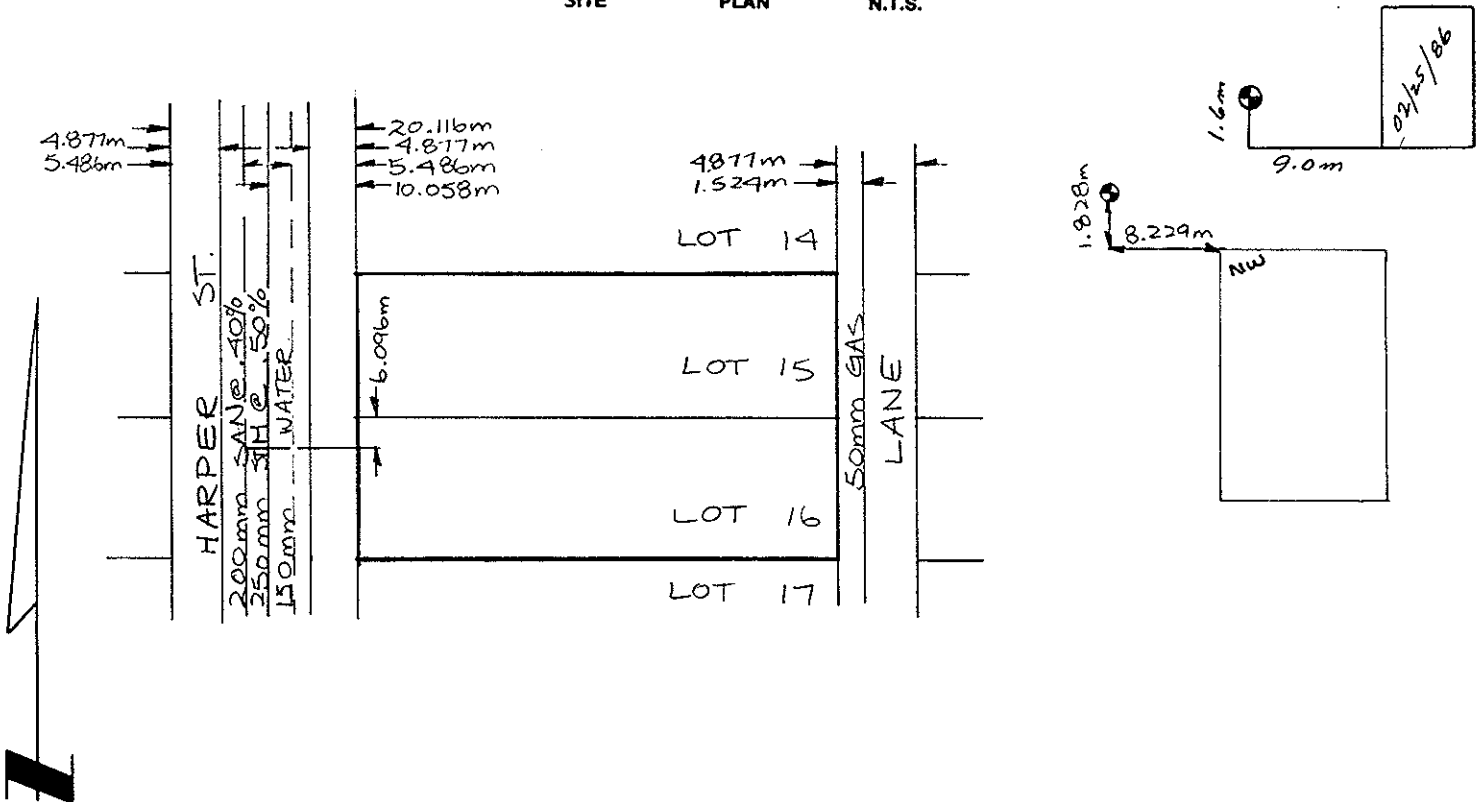 SITE PLAN N.T.S.
4.877m
5.486m
20.116m
4.877m
5.486m
10.058m
4.877m
1.524m
LOT 14
LOT 15
LOT 16
LOT 17
6.096m
HARPER ST.
200mm SAN @ .40%
250mm STH @ .50%
150mm WATER
50mm GAS
LANE
1.6m
9.0m
02/25/86
1.828m
8.229m
NW